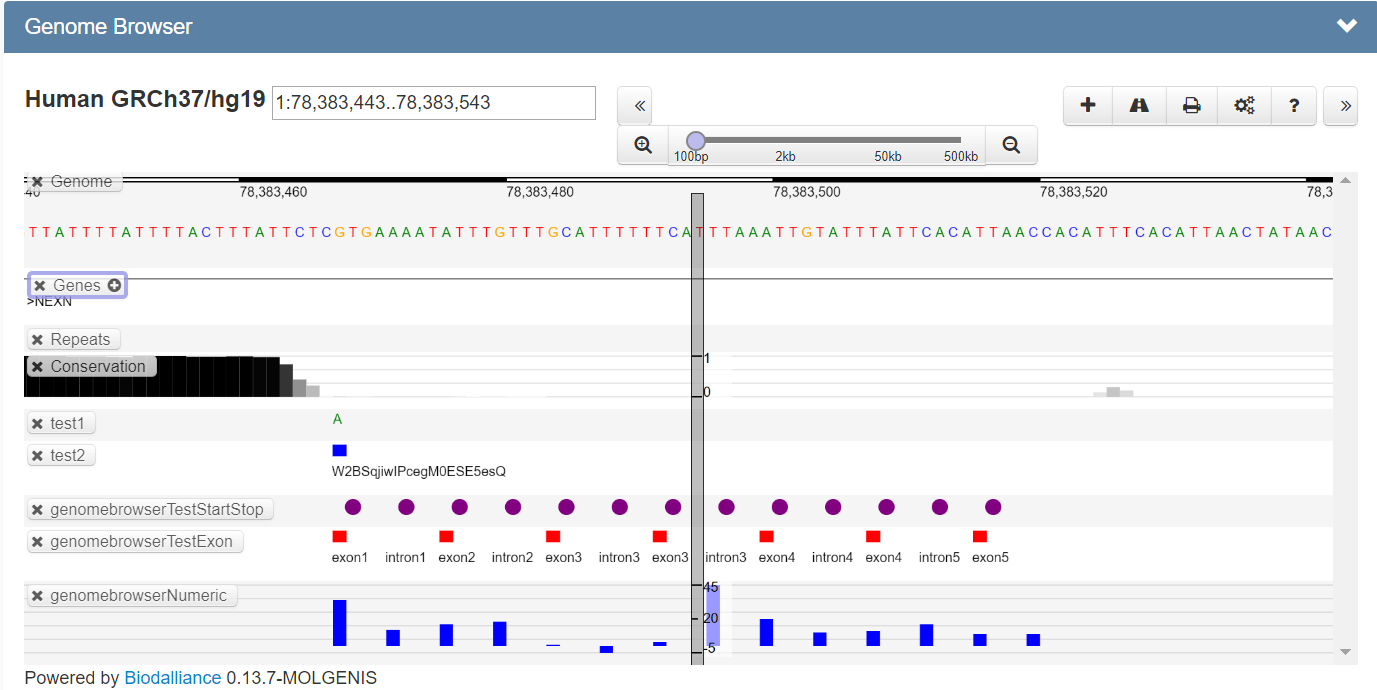 Genome Browser
Human GRCh37/hg19 1:78,383,443..78,383,543 « ?  »
100bp 2kb 50kb 500kb
Genome
40 78,383,460 78,383,480 78,383,500 78,383,520 78,3
TTATTTTATTTTACTTTATTCTCGTGAAAATATTTGTTTGCATTTTTTCATTTAAATTGTATTTATTCACATTAACCACATTTCACATTAACTATAAC
Genes
>NEXN
Repeats
Conservation 1
0
test1 A
test2
W2BSqjiwIPcegM0ESE5esQ
genomebrowserTestStartStop
genomebrowserTestExon
exon1 intron1 exon2 intron2 exon3 intron3 exon3 intron3 exon4 intron4 exon4 intron5 exon5
genomebrowserNumeric 45
20
-5
Powered by Biodalliance 0.13.7-MOLGENIS